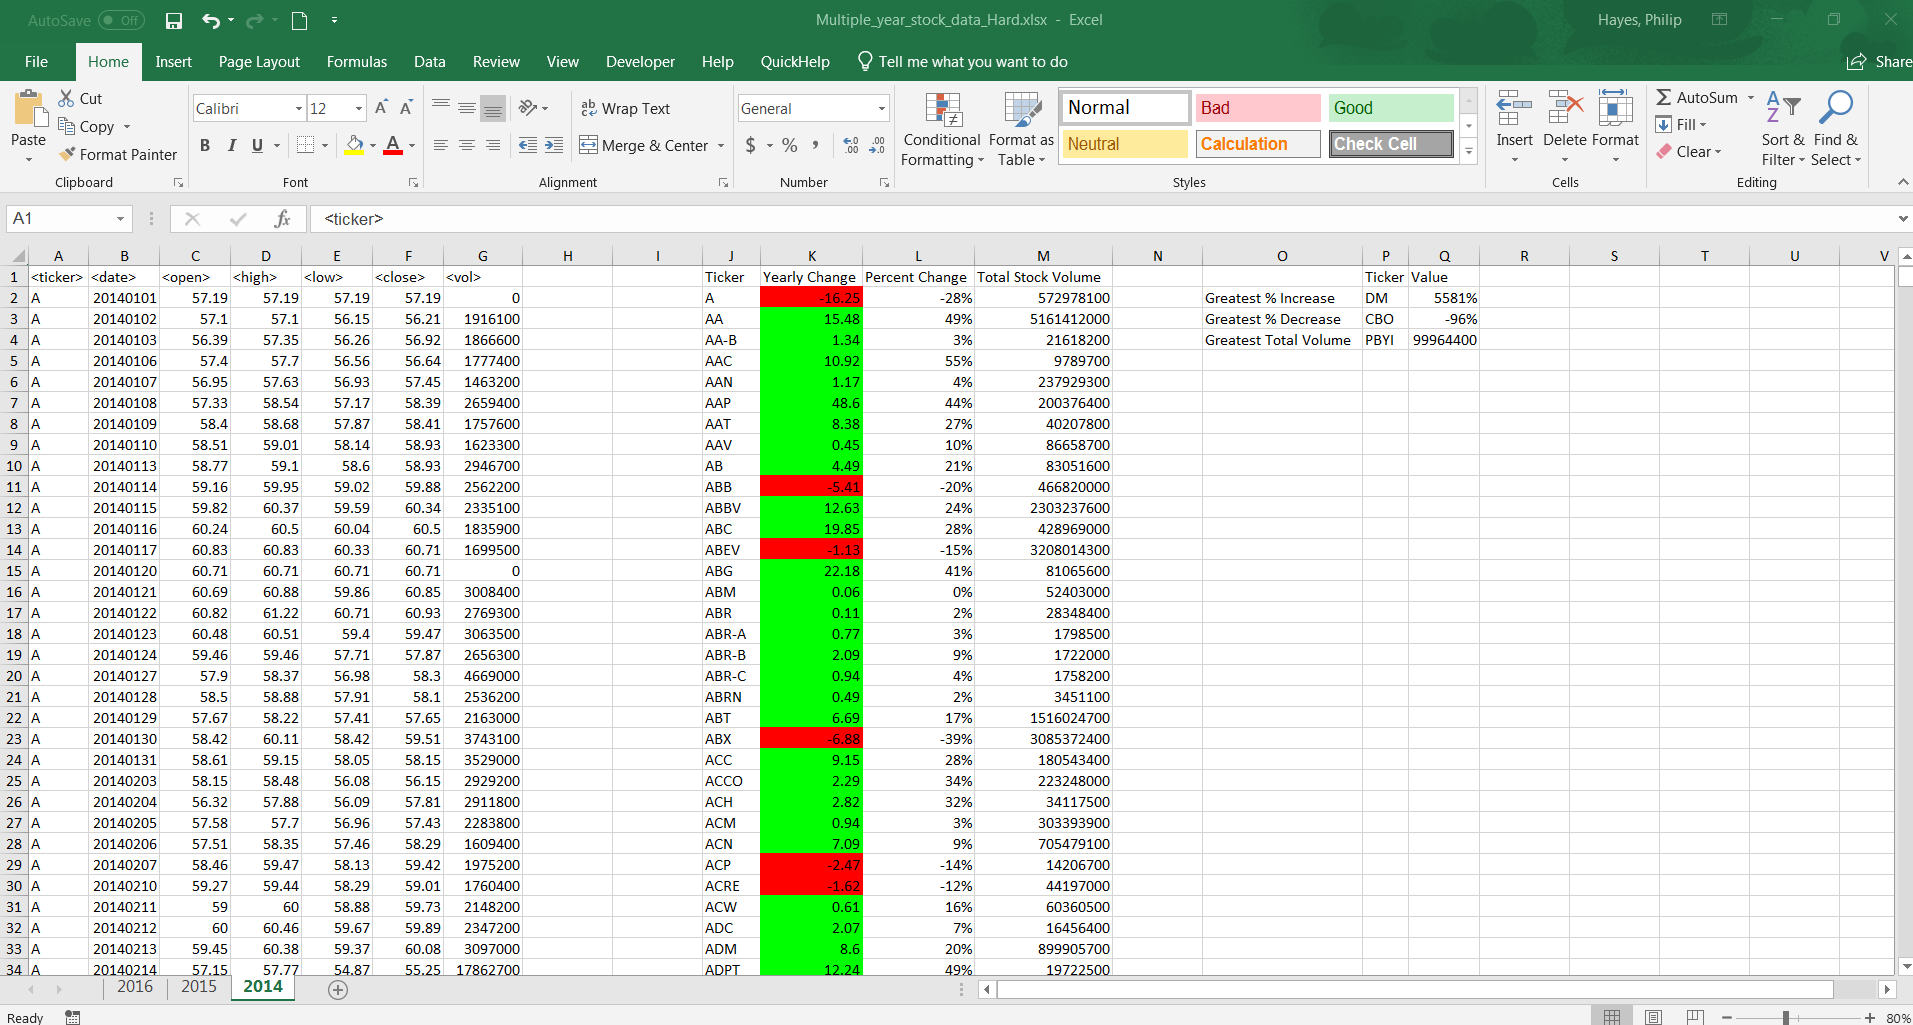 AutoSave Off Multiple_year_stock_data_Hard.xlsx - Excel Hayes, Philip
File Home Insert Page Layout Formulas Data Review View Developer Help QuickHelp Tell me what you want to do Share
Paste Cut Copy Format Painter Clipboard
Calibri 12 A A B I U A Font
ab Wrap Text Merge & Center Alignment
General $ % , .00 .00 Number
Conditional Formatting Format as Table
Normal Bad Good
Neutral Calculation Check Cell
Styles
Insert Delete Format Cells
AutoSum Fill Clear Sort & Filter Find & Select Editing
A1 fx <ticker>
A B C D E F G H I J K L M N O P Q R S T U V
1 <ticker> <date> <open> <high> <low> <close> <vol> Ticker Yearly Change Percent Change Total Stock Volume Ticker Value
2 A 20140101 57.19 57.19 57.19 57.19 0 A -16.25 -28% 572978100 Greatest % Increase DM 5581%
3 A 20140102 57.1 57.1 56.15 56.21 1916100 AA 15.48 49% 5161412000 Greatest % Decrease CBO -96%
4 A 20140103 56.39 57.35 56.26 56.92 1866600 AA-B 1.34 3% 21618200 Greatest Total Volume PBYI 99964400
5 A 20140106 57.4 57.7 56.56 56.64 1777400 AAC 10.92 55% 9789700
6 A 20140107 56.95 57.63 56.93 57.45 1463200 AAN 1.17 4% 237929300
7 A 20140108 57.33 58.54 57.17 58.39 2659400 AAP 48.6 44% 200376400
8 A 20140109 58.4 58.68 57.87 58.41 1757600 AAT 8.38 27% 40207800
9 A 20140110 58.51 59.01 58.14 58.93 1623300 AAV 0.45 10% 86658700
10 A 20140113 58.77 59.1 58.6 58.93 2946700 AB 4.49 21% 83051600
11 A 20140114 59.16 59.95 59.02 59.88 2562200 ABB -5.41 -20% 466820000
12 A 20140115 59.82 60.37 59.59 60.34 2335100 ABBV 12.63 24% 2303237600
13 A 20140116 60.24 60.5 60.04 60.5 1835900 ABC 19.85 28% 428969000
14 A 20140117 60.83 60.83 60.33 60.71 1699500 ABEV -1.13 -15% 3208014300
15 A 20140120 60.71 60.71 60.71 60.71 0 ABG 22.18 41% 81065600
16 A 20140121 60.69 60.88 59.86 60.85 3008400 ABM 0.06 0% 52403000
17 A 20140122 60.82 61.22 60.71 60.93 2769300 ABR 0.11 2% 28348400
18 A 20140123 60.48 60.51 59.4 59.47 3063500 ABR-A 0.77 3% 1798500
19 A 20140124 59.46 59.46 57.71 57.87 2656300 ABR-B 2.09 9% 1722000
20 A 20140127 57.9 58.37 56.98 58.3 4669000 ABR-C 0.94 4% 1758200
21 A 20140128 58.5 58.88 57.91 58.1 2536200 ABRN 0.49 2% 3451100
22 A 20140129 57.67 58.22 57.41 57.65 2163000 ABT 6.69 17% 1516024700
23 A 20140130 58.42 60.11 58.42 59.51 3743100 ABX -6.88 -39% 3085372400
24 A 20140131 58.61 59.15 58.05 58.15 3529000 ACC 9.15 28% 180543400
25 A 20140203 58.15 58.48 56.08 56.15 2929200 ACCO 2.29 34% 223248000
26 A 20140204 56.32 57.88 56.09 57.81 2911800 ACH 2.82 32% 34117500
27 A 20140205 57.58 57.7 56.96 57.43 2283800 ACM 0.94 3% 303393900
28 A 20140206 57.51 58.35 57.46 58.29 1609400 ACN 7.09 9% 705479100
29 A 20140207 58.46 59.47 58.13 59.42 1975200 ACP -2.47 -14% 14206700
30 A 20140210 59.27 59.44 58.29 59.01 1760400 ACRE -1.62 -12% 44197000
31 A 20140211 59 60 58.88 59.73 2148200 ACW 0.61 16% 60360500
32 A 20140212 60 60.46 59.67 59.89 2347200 ADC 2.07 7% 16456400
33 A 20140213 59.45 60.38 59.37 60.08 3097000 ADM 8.6 20% 899905700
34 A 20140214 57.15 57.77 54.87 55.25 17862700 ADPT 12.24 49% 19722500
2016 2015 2014
Ready 80%